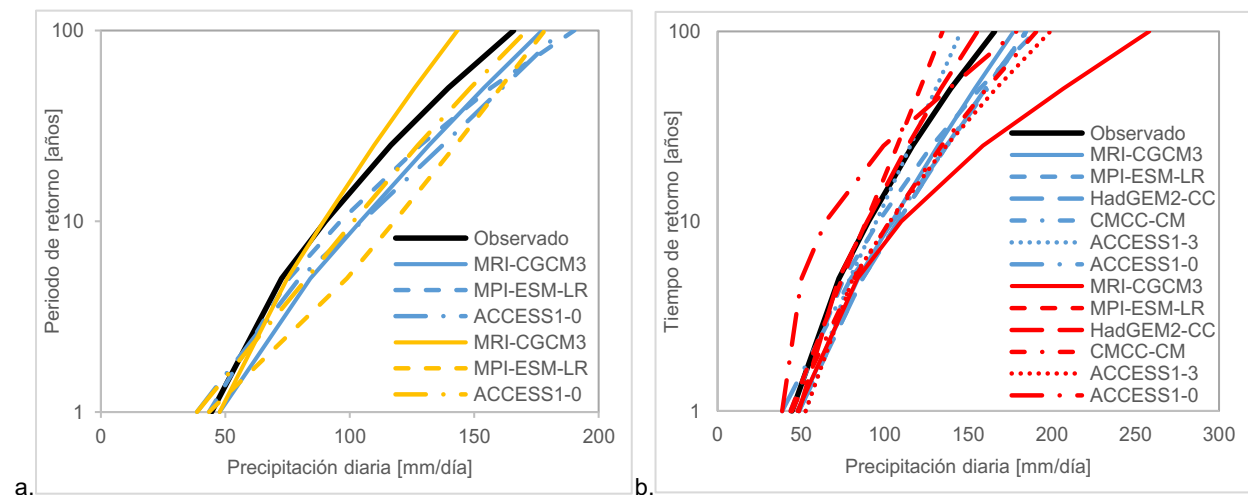 Periodo de retorno [años]
100
10
1
0
50
100
150
200
Precipitación diaria [mm/día]
Observado
MRI-CGCM3
MPI-ESM-LR
ACCESS1-0
MRI-CGCM3
MPI-ESM-LR
ACCESS1-0
a.
Tiempo de retorno [años]
100
10
1
0
50
100
150
200
250
300
Precipitación diaria [mm/día]
Observado
MRI-CGCM3
MPI-ESM-LR
HadGEM2-CC
CMCC-CM
ACCESS1-3
ACCESS1-0
MRI-CGCM3
MPI-ESM-LR
HadGEM2-CC
CMCC-CM
ACCESS1-3
ACCESS1-0
b.